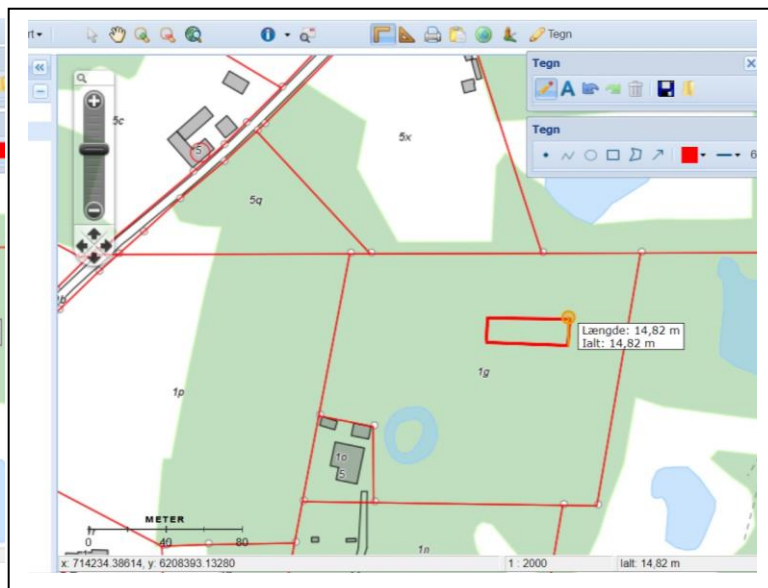 Tegn
Tegn
A
Tegn
6
5c
5
5x
5q
Længde: 14,82 m
Ialt: 14,82 m
1g
1p
1o
5
METER
0 40 80
1n
x: 714234.38614, y: 6208393.13280
1 : 2000
Ialt: 14,82 m